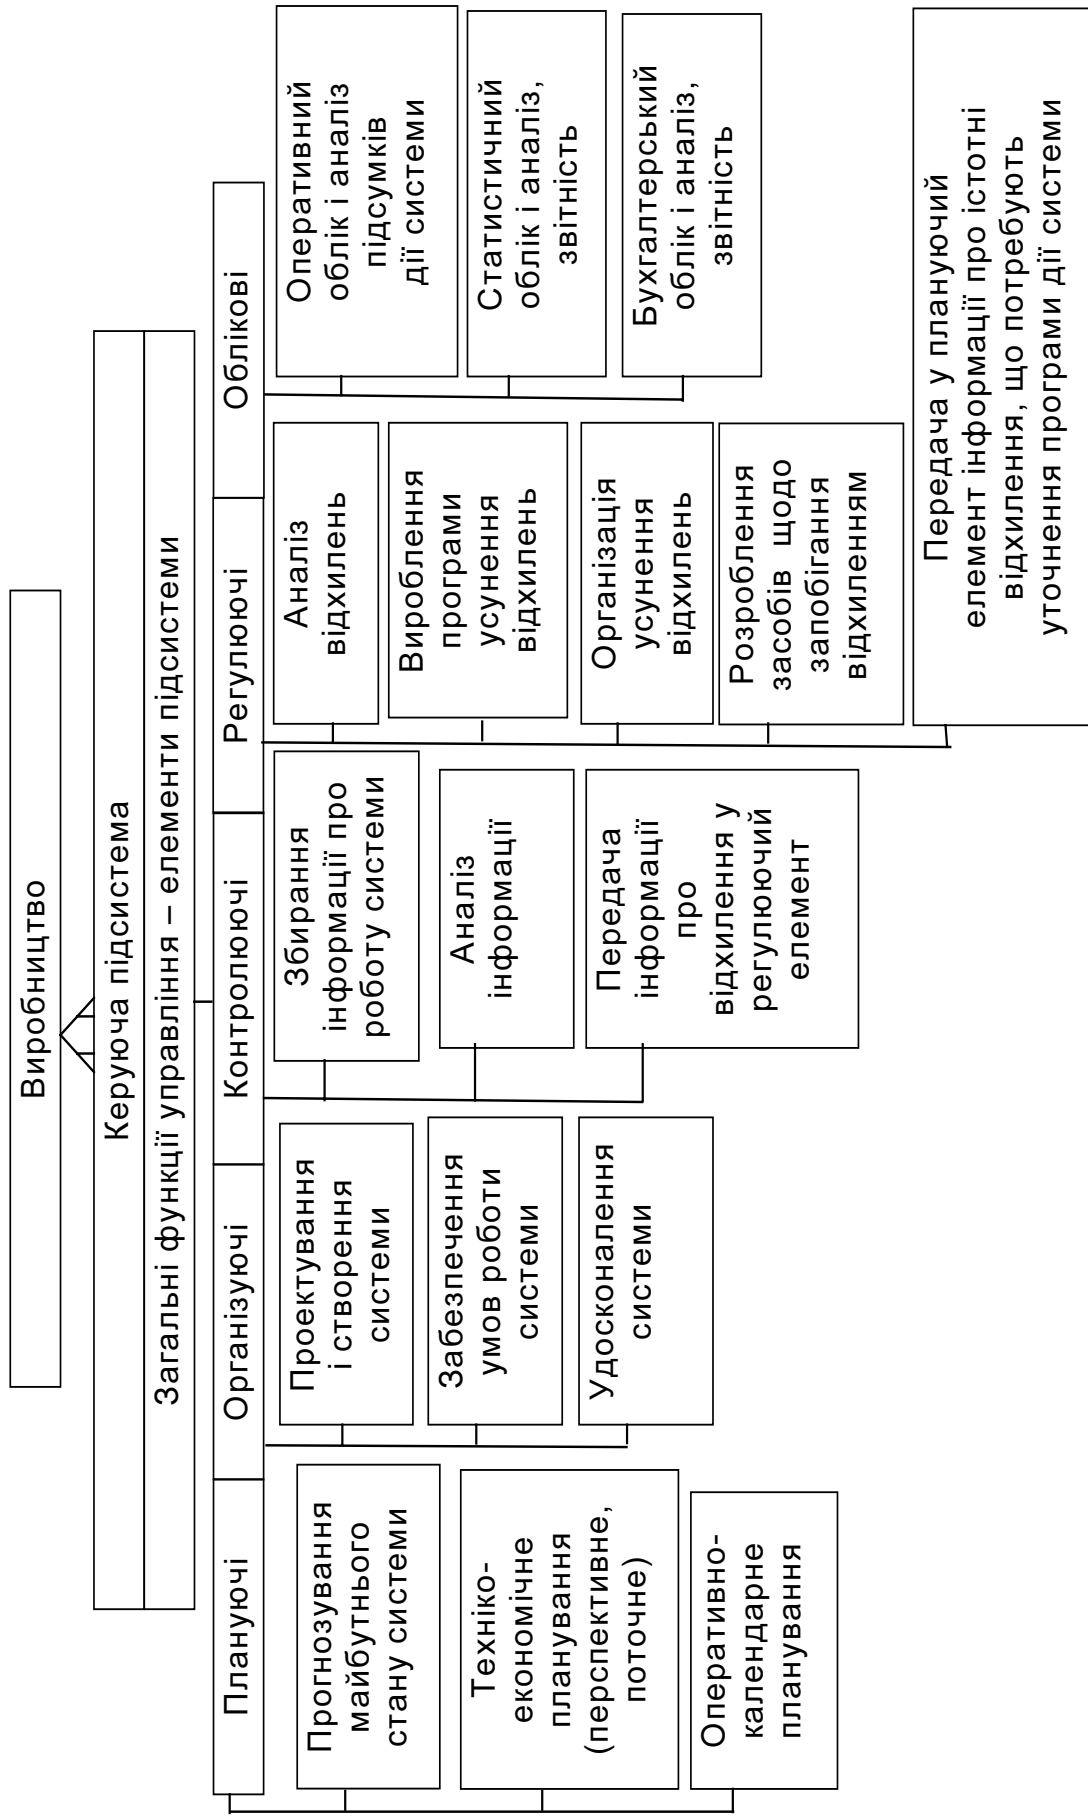 Виробництво
Керуюча підсистема
Загальні функції управління – елементи підсистеми
Плануючі
Організуючі
Контролюючі
Регулюючі
Облікові
Прогнозування
майбутнього
стану системи
Техніко-
економічне
планування
(перспективне,
поточне)
Оперативно-
календарне
планування
Проектування
і створення
системи
Забезпечення
умов роботи
системи
Удосконалення
системи
Збирання
інформації про
роботу системи
Аналіз
інформації
Передача
інформації
про
відхилення у
регулюючий
елемент
Аналіз
відхилень
Вироблення
програми
усунення
відхилень
Організація
усунення
відхилень
Розроблення
засобів щодо
запобігання
відхиленням
Передача у плануючий
елемент інформації про істотні
відхилення, що потребують
уточнення програми дії системи
Оперативний
облік і аналіз
підсумків
дії системи
Статистичний
облік і аналіз,
звітність
Бухгалтерський
облік і аналіз,
звітність